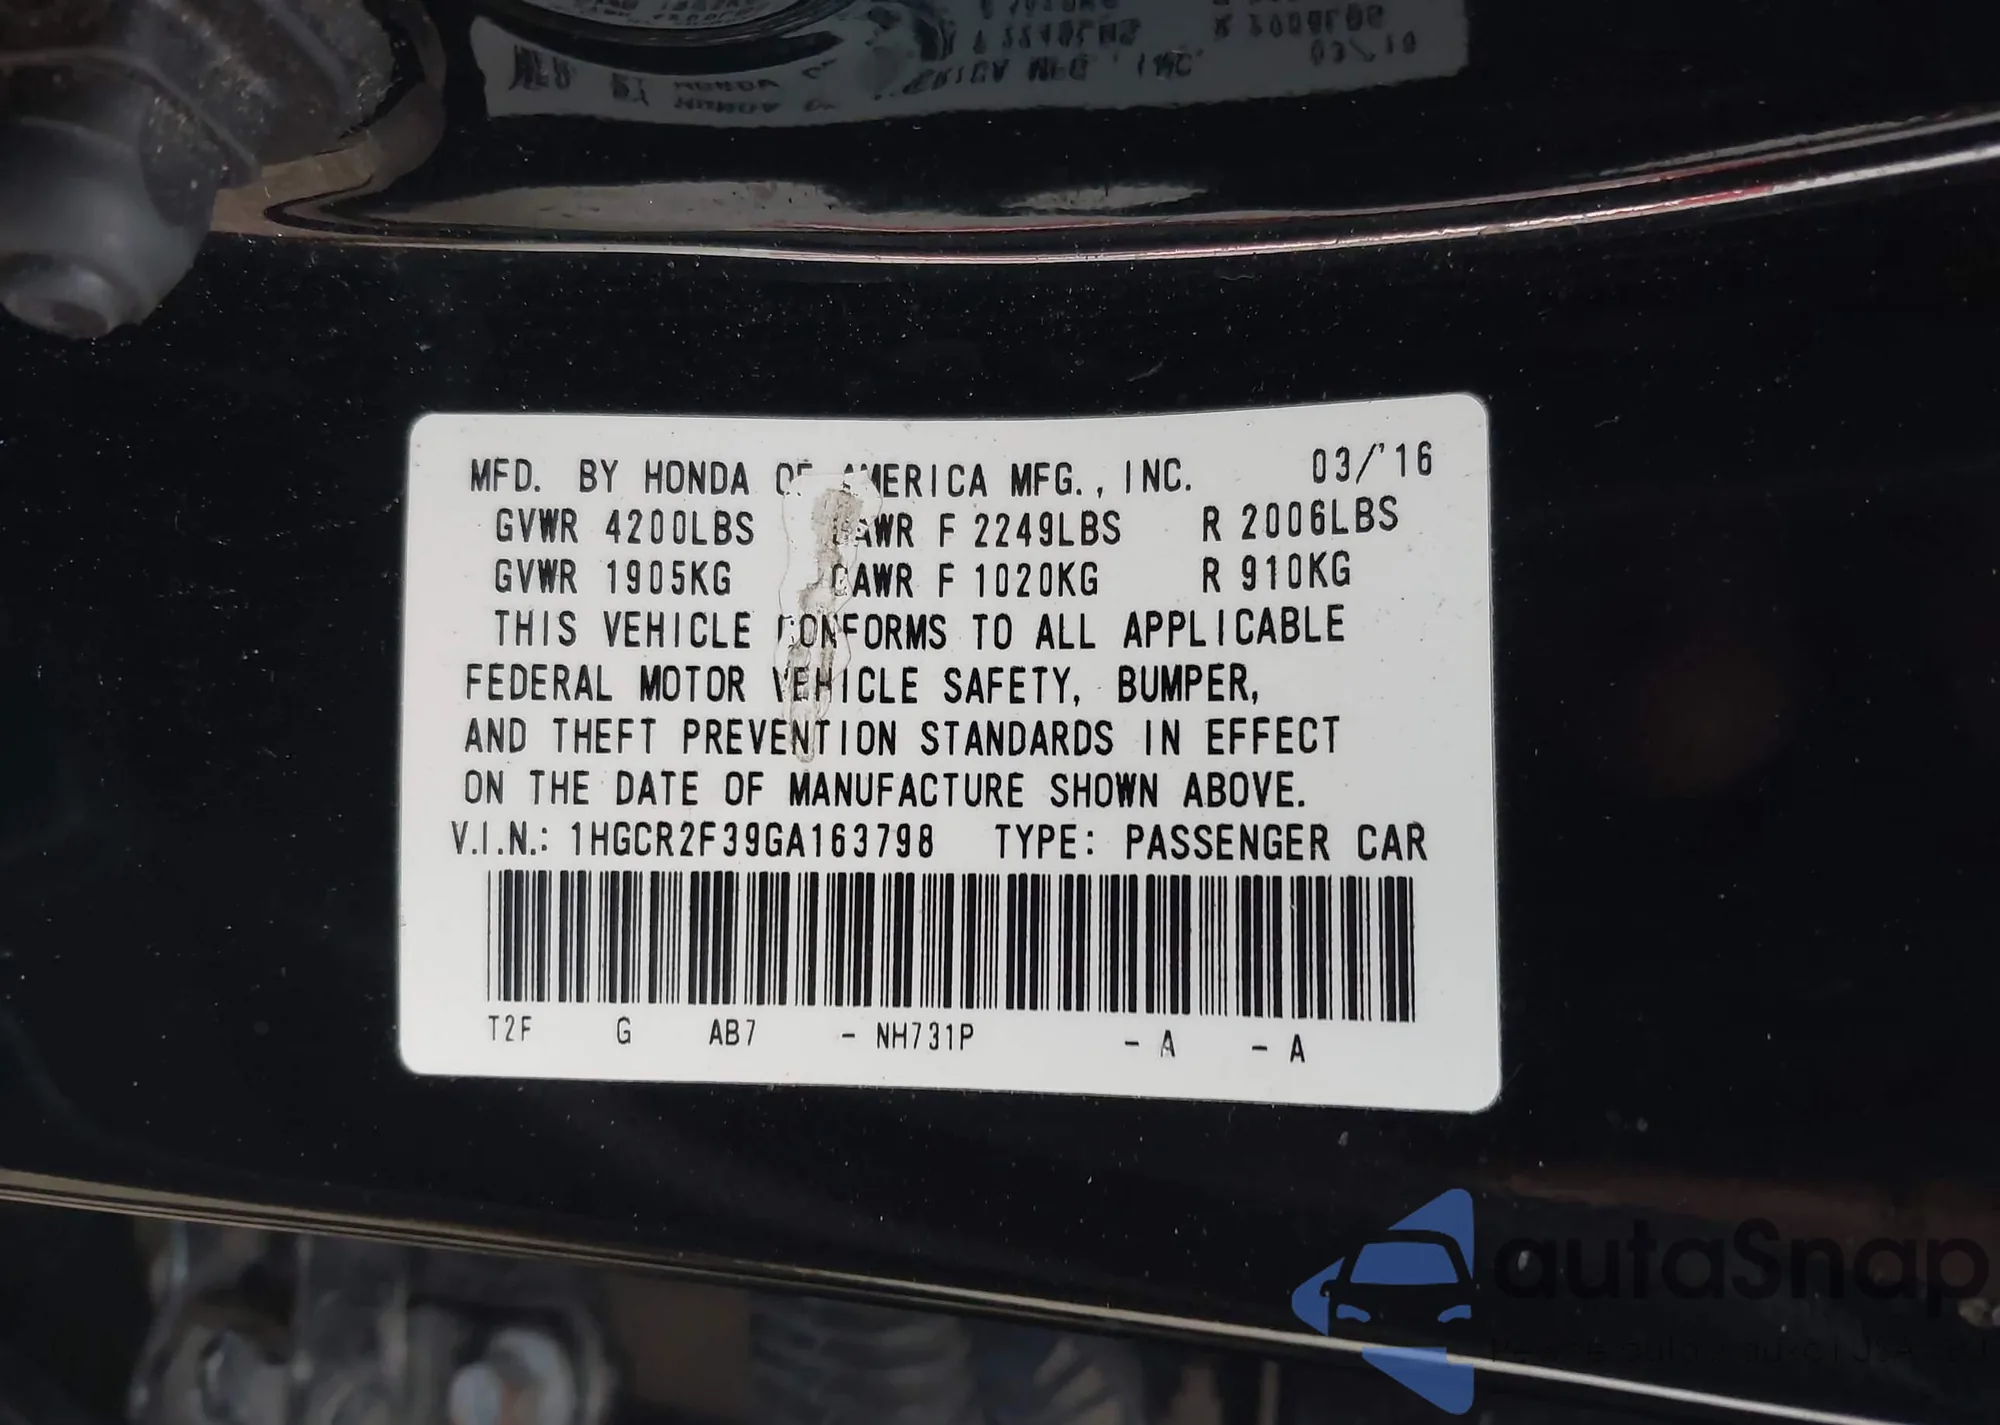 MFD. BY HONDA OF AMERICA MFG., INC. 03/'16
GVWR 4200LBS GAWR F 2249LBS R 2006LBS
GVWR 1905KG GAWR F 1020KG R 910KG
THIS VEHICLE CONFORMS TO ALL APPLICABLE
FEDERAL MOTOR VEHICLE SAFETY, BUMPER,
AND THEFT PREVENTION STANDARDS IN EFFECT
ON THE DATE OF MANUFACTURE SHOWN ABOVE.
V.I.N.: 1HGCR2F39GA163798 TYPE: PASSENGER CAR
T2F G AB7 - NH731P - A - A
autoSnap